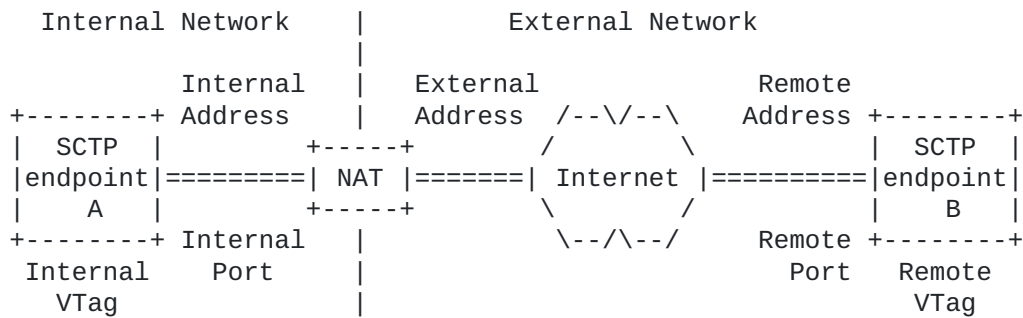 Internal Network | External Network
|
Internal | External Remote
+--------+ Address | Address /--\/--\ Address +--------+
| SCTP | +-----+ / \ | SCTP |
|endpoint|=========| NAT |=======| Internet |==========|endpoint|
| A | +-----+ \ / | B |
+--------+ Internal | \--/\--/ Remote +--------+
Internal Port | Port Remote
VTag | VTag